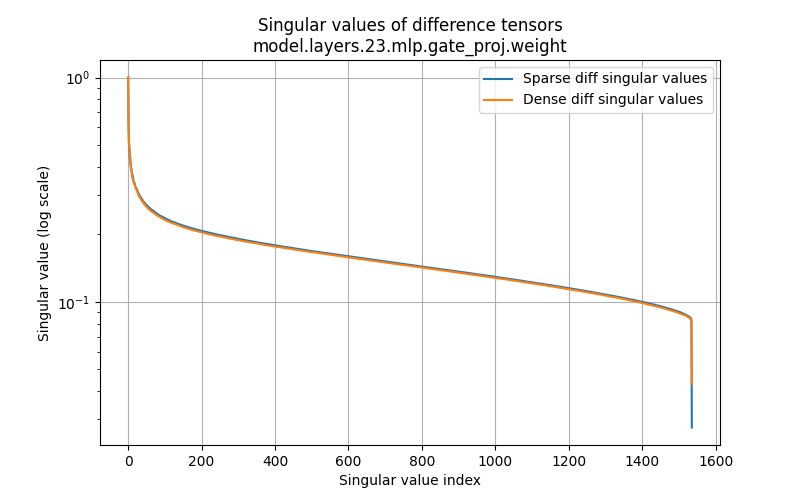 Singular values of difference tensors
model.layers.23.mlp.gate_proj.weight
Sparse diff singular values
Dense diff singular values
Singular value (log scale)
10⁰
10⁻¹
0 200 400 600 800 1000 1200 1400 1600
Singular value index